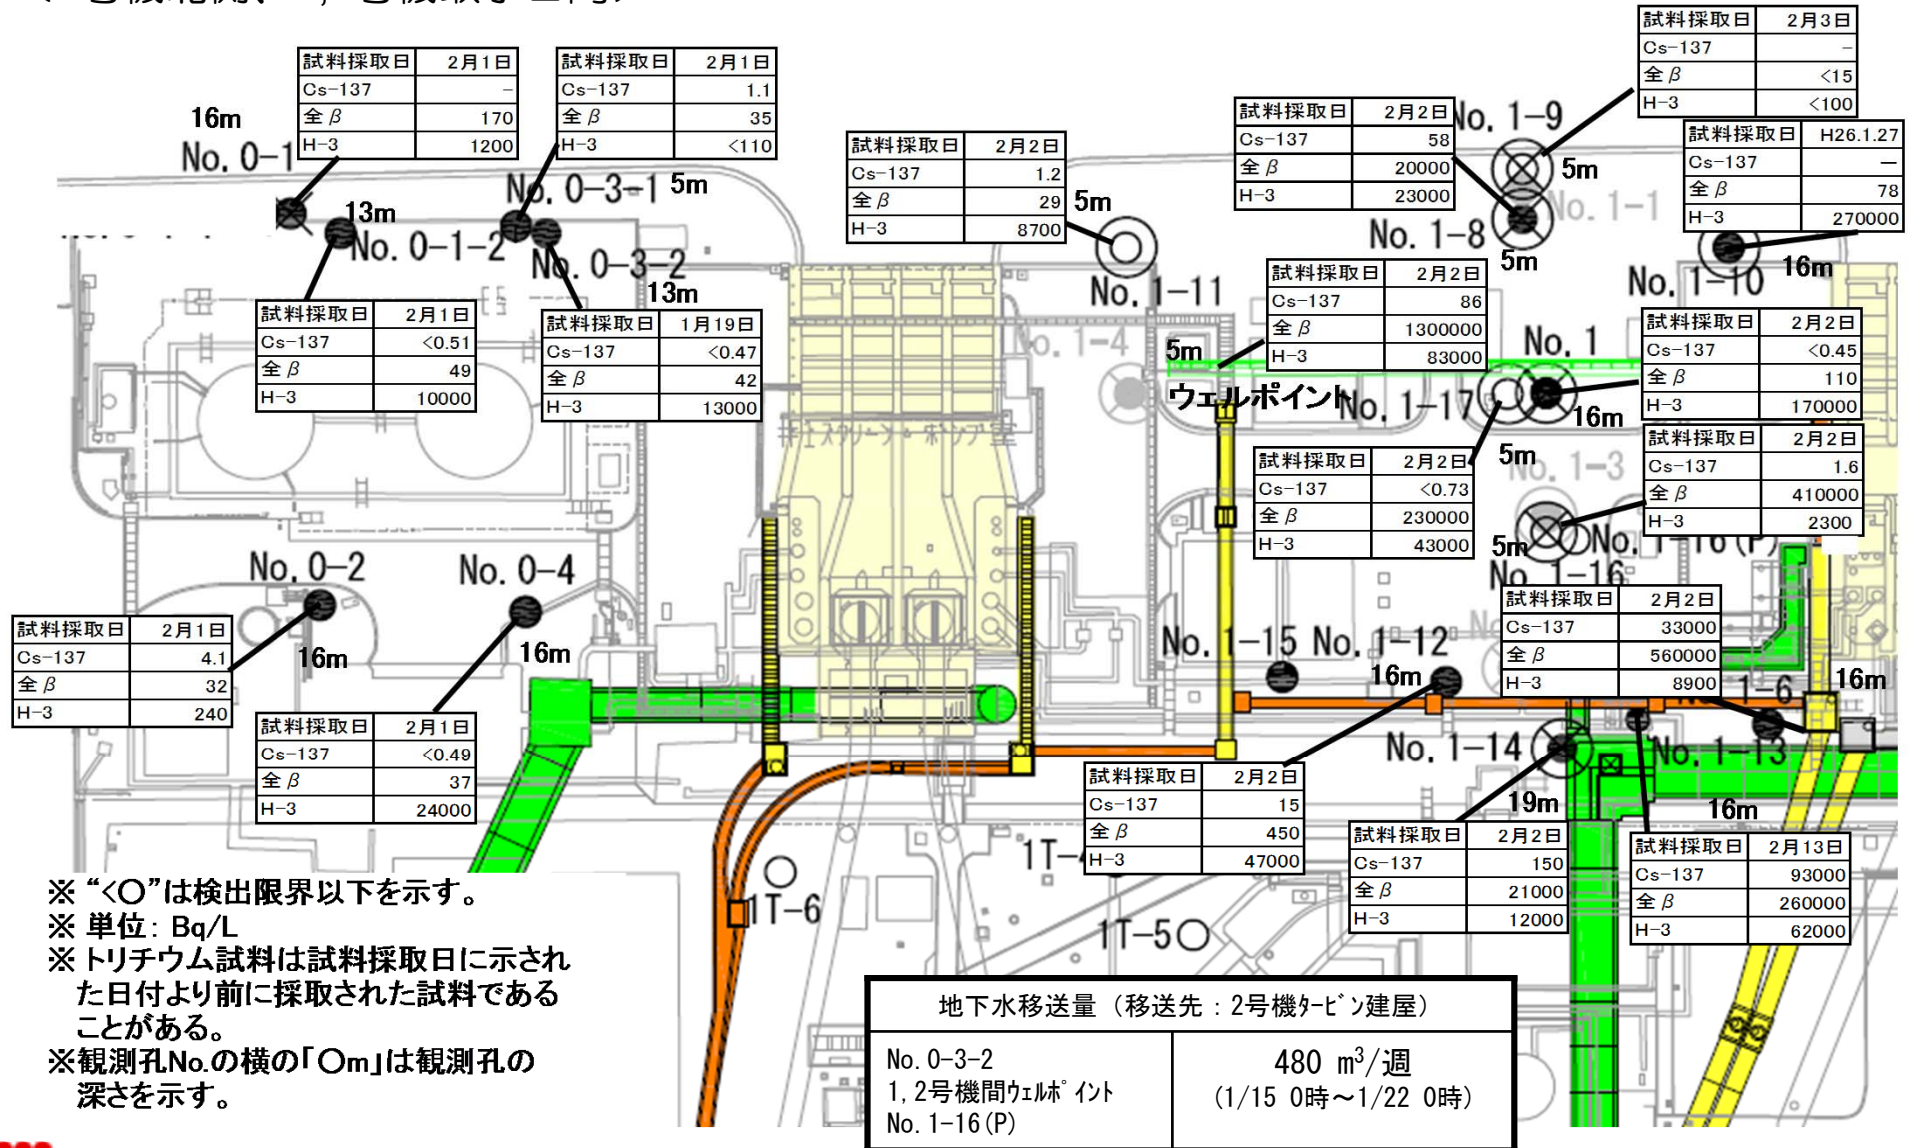 試料採取日 2月3日
Cs-137 -
全β <15
H-3 <100
試料採取日 2月1日
Cs-137 -
全β 170
H-3 1200
試料採取日 2月1日
Cs-137 1.1
全β 35
H-3 <110
16m
No. 0-1
試料採取日 2月2日
Cs-137 1.2
全β 29
H-3 8700
試料採取日 2月2日
Cs-137 58
全β 20000
H-3 23000
No. 1-9
5m
試料採取日 H26.1.27
Cs-137 —
全β 78
H-3 270000
No. 0-3-1 5m
13m
No. 0-1-2
No. 0-3-2
13m
5m
No. 1-11
No. 1-1
No. 1-8
5m
16m
No. 1-10
試料採取日 2月1日
Cs-137 <0.51
全β 49
H-3 10000
試料採取日 1月19日
Cs-137 <0.47
全β 42
H-3 13000
試料採取日 2月2日
Cs-137 86
全β 1300000
H-3 83000
5m
ウェルポイント
No. 1
No. 1-17
16m
試料採取日 2月2日
Cs-137 <0.45
全β 110
H-3 170000
試料採取日 2月2日
Cs-137 <0.73
全β 230000
H-3 43000
5m
No. 1-3
試料採取日 2月2日
Cs-137 1.6
全β 410000
H-3 2300
5m
No. 1-16(P)
No. 1-16
No. 0-2
No. 0-4
16m
16m
試料採取日 2月1日
Cs-137 4.1
全β 32
H-3 240
試料採取日 2月1日
Cs-137 <0.49
全β 37
H-3 24000
No. 1-15 No. 1-12
16m
試料採取日 2月2日
Cs-137 33000
全β 560000
H-3 8900
16m
No. 1-6
No. 1-14
No. 1-13
19m
16m
試料採取日 2月2日
Cs-137 15
全β 450
H-3 47000
試料採取日 2月2日
Cs-137 150
全β 21000
H-3 12000
試料採取日 2月13日
Cs-137 93000
全β 260000
H-3 62000
1T-6
1T-5
※ “<〇”は検出限界以下を示す。
※ 単位: Bq/L
※ トリチウム試料は試料採取日に示され
た日付より前に採取された試料である
ことがある。
※観測孔No.の横の「〇m」は観測孔の
深さを示す。
地下水移送量（移送先：2号機ﾀｰﾋﾞﾝ建屋）
No. 0-3-2
1, 2号機間ｳｪﾙﾎﾟｲﾝﾄ
No. 1-16(P)
480 m³/週
(1/15 0時～1/22 0時)